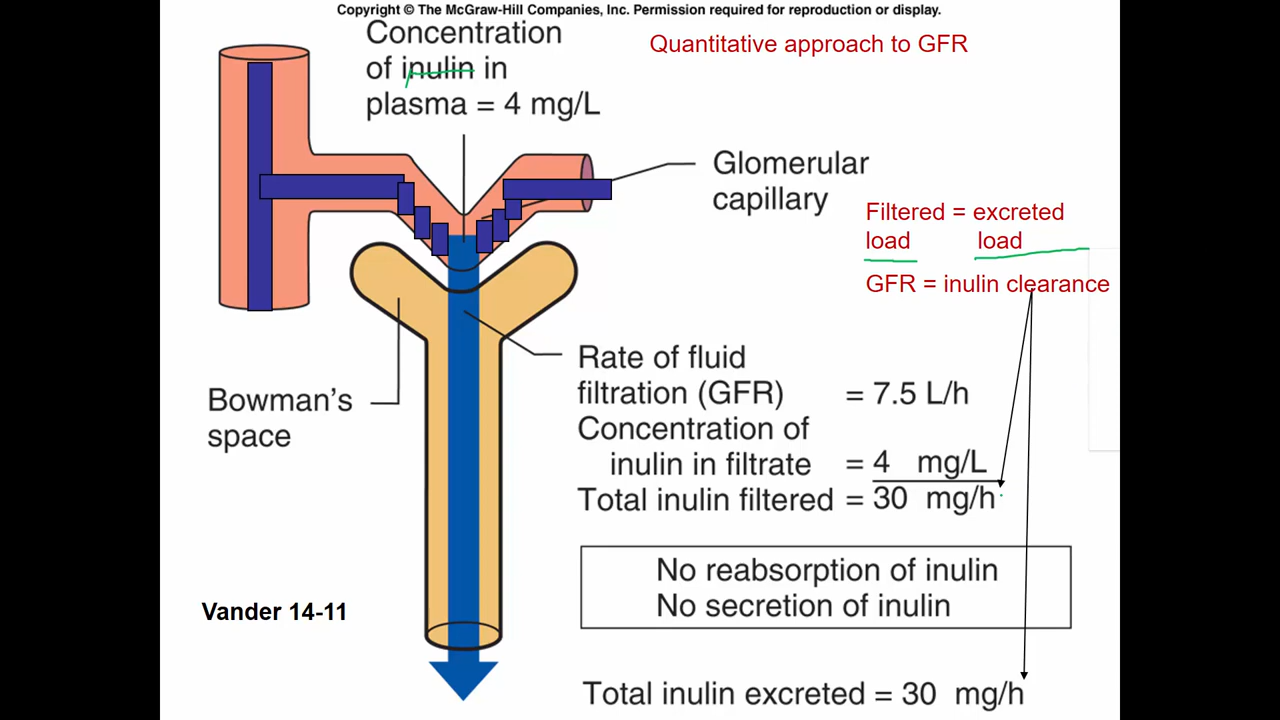 Copyright © The McGraw-Hill Companies, Inc. Permission required for reproduction or display.
Concentration
of inulin in
plasma = 4 mg/L
Quantitative approach to GFR
Glomerular
capillary
Filtered = excreted
load load
GFR = inulin clearance
Rate of fluid
filtration (GFR) = 7.5 L/h
Concentration of
inulin in filtrate = 4 mg/L
Total inulin filtered = 30 mg/h
Bowman's
space
No reabsorption of inulin
No secretion of inulin
Vander 14-11
Total inulin excreted = 30 mg/h